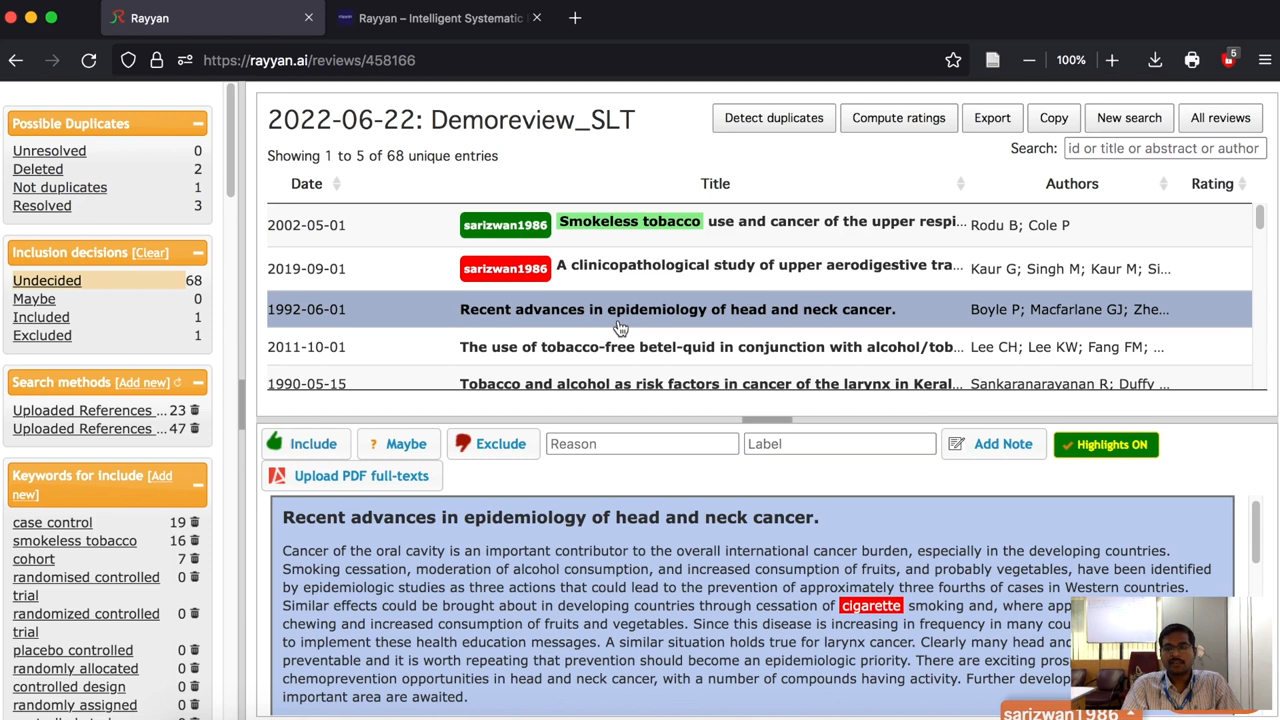 Rayyan
Rayyan – Intelligent Systematic
https://rayyan.ai/reviews/458166
100%
5
Possible Duplicates
Unresolved 0
Deleted 2
Not duplicates 1
Resolved 3
Inclusion decisions [Clear]
Undecided 68
Maybe 0
Included 1
Excluded 1
Search methods [Add new]
Uploaded References ... 23
Uploaded References ... 47
Keywords for include [Add
new]
case control 19
smokeless tobacco 16
cohort 7
randomised controlled 0
trial
randomized controlled 0
trial
placebo controlled 0
randomly allocated 0
controlled design 0
randomly assigned 0
2022-06-22: Demoreview_SLT
Detect duplicates Compute ratings Export Copy New search All reviews
Showing 1 to 5 of 68 unique entries
Search: id or title or abstract or author
Date Title Authors Rating
2002-05-01 sarizwan1986 Smokeless tobacco use and cancer of the upper respi... Rodu B; Cole P
2019-09-01 sarizwan1986 A clinicopathological study of upper aerodigestive tra... Kaur G; Singh M; Kaur M; Si...
1992-06-01 Recent advances in epidemiology of head and neck cancer. Boyle P; Macfarlane GJ; Zhe...
2011-10-01 The use of tobacco-free betel-quid in conjunction with alcohol/tob... Lee CH; Lee KW; Fang FM; ...
1990-05-15 Tobacco and alcohol as risk factors in cancer of the larynx in Keral... Sankaranarayanan R; Duffy ...
Include ? Maybe Exclude Reason Label Add Note Highlights ON
Upload PDF full-texts
Recent advances in epidemiology of head and neck cancer.
Cancer of the oral cavity is an important contributor to the overall international cancer burden, especially in the developing countries.
Smoking cessation, moderation of alcohol consumption, and increased consumption of fruits, and probably vegetables, have been identified
by epidemiologic studies as three actions that could lead to the prevention of approximately three fourths of cases in Western countries.
Similar effects could be brought about in developing countries through cessation of cigarette smoking and, where app
chewing and increased consumption of fruits and vegetables. Since this disease is increasing in frequency in many cou
to implement these health education messages. A similar situation holds true for larynx cancer. Clearly many head and
preventable and it is worth repeating that prevention should become an epidemiologic priority. There are exciting pros
chemoprevention opportunities in head and neck cancer, with a number of compounds having activity. Further develop
important area are awaited.
sarizwan1986